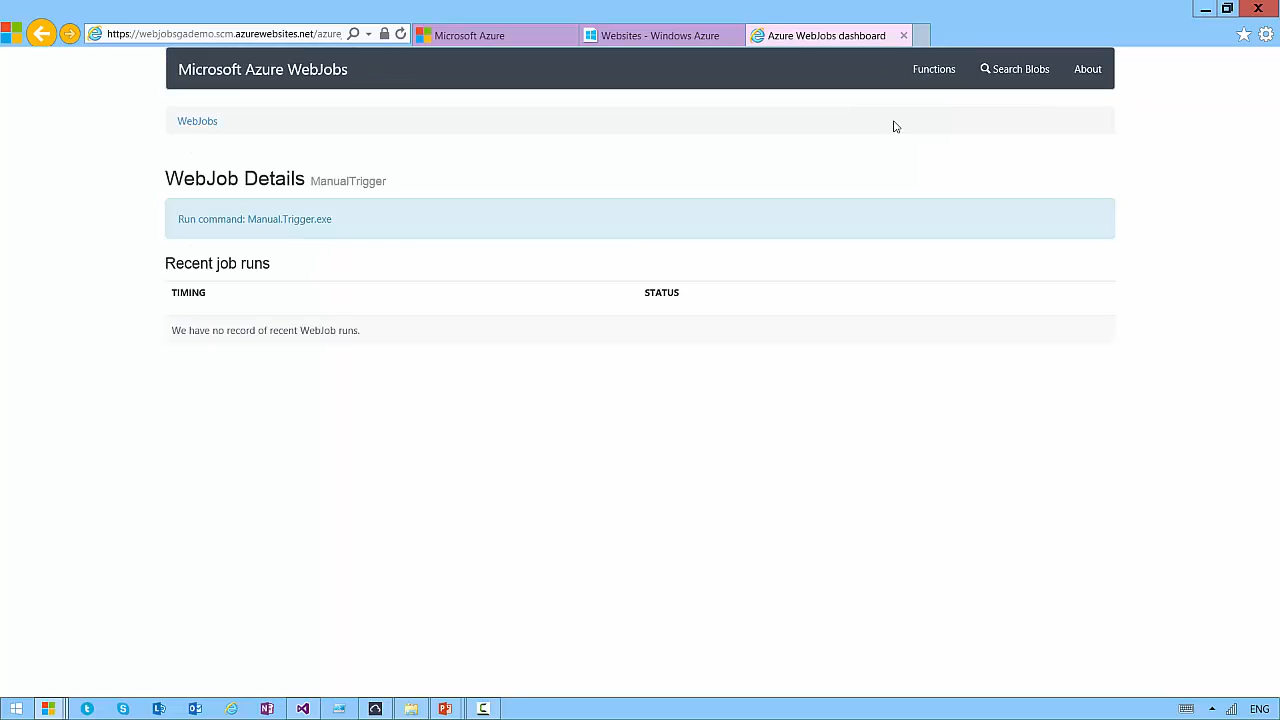 https://webjobsgademo.scm.azurewebsites.net/azure
Microsoft Azure
Websites - Windows Azure
Azure WebJobs dashboard
Microsoft Azure WebJobs
Functions
Search Blobs
About
WebJobs
WebJob Details ManualTrigger
Run command: Manual.Trigger.exe
Recent job runs
TIMING
STATUS
We have no record of recent WebJob runs.
ENG